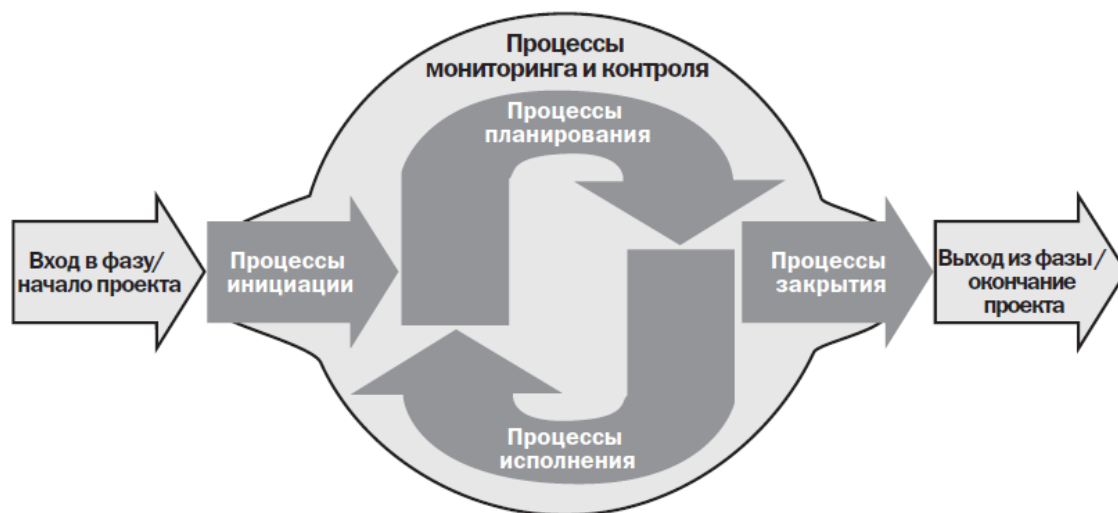 Процессы
мониторинга и контроля
Процессы
планирования
Вход в фазу/
начало проекта
Процессы
инициации
Процессы
закрытия
Выход из фазы /
окончание
проекта
Процессы
исполнения